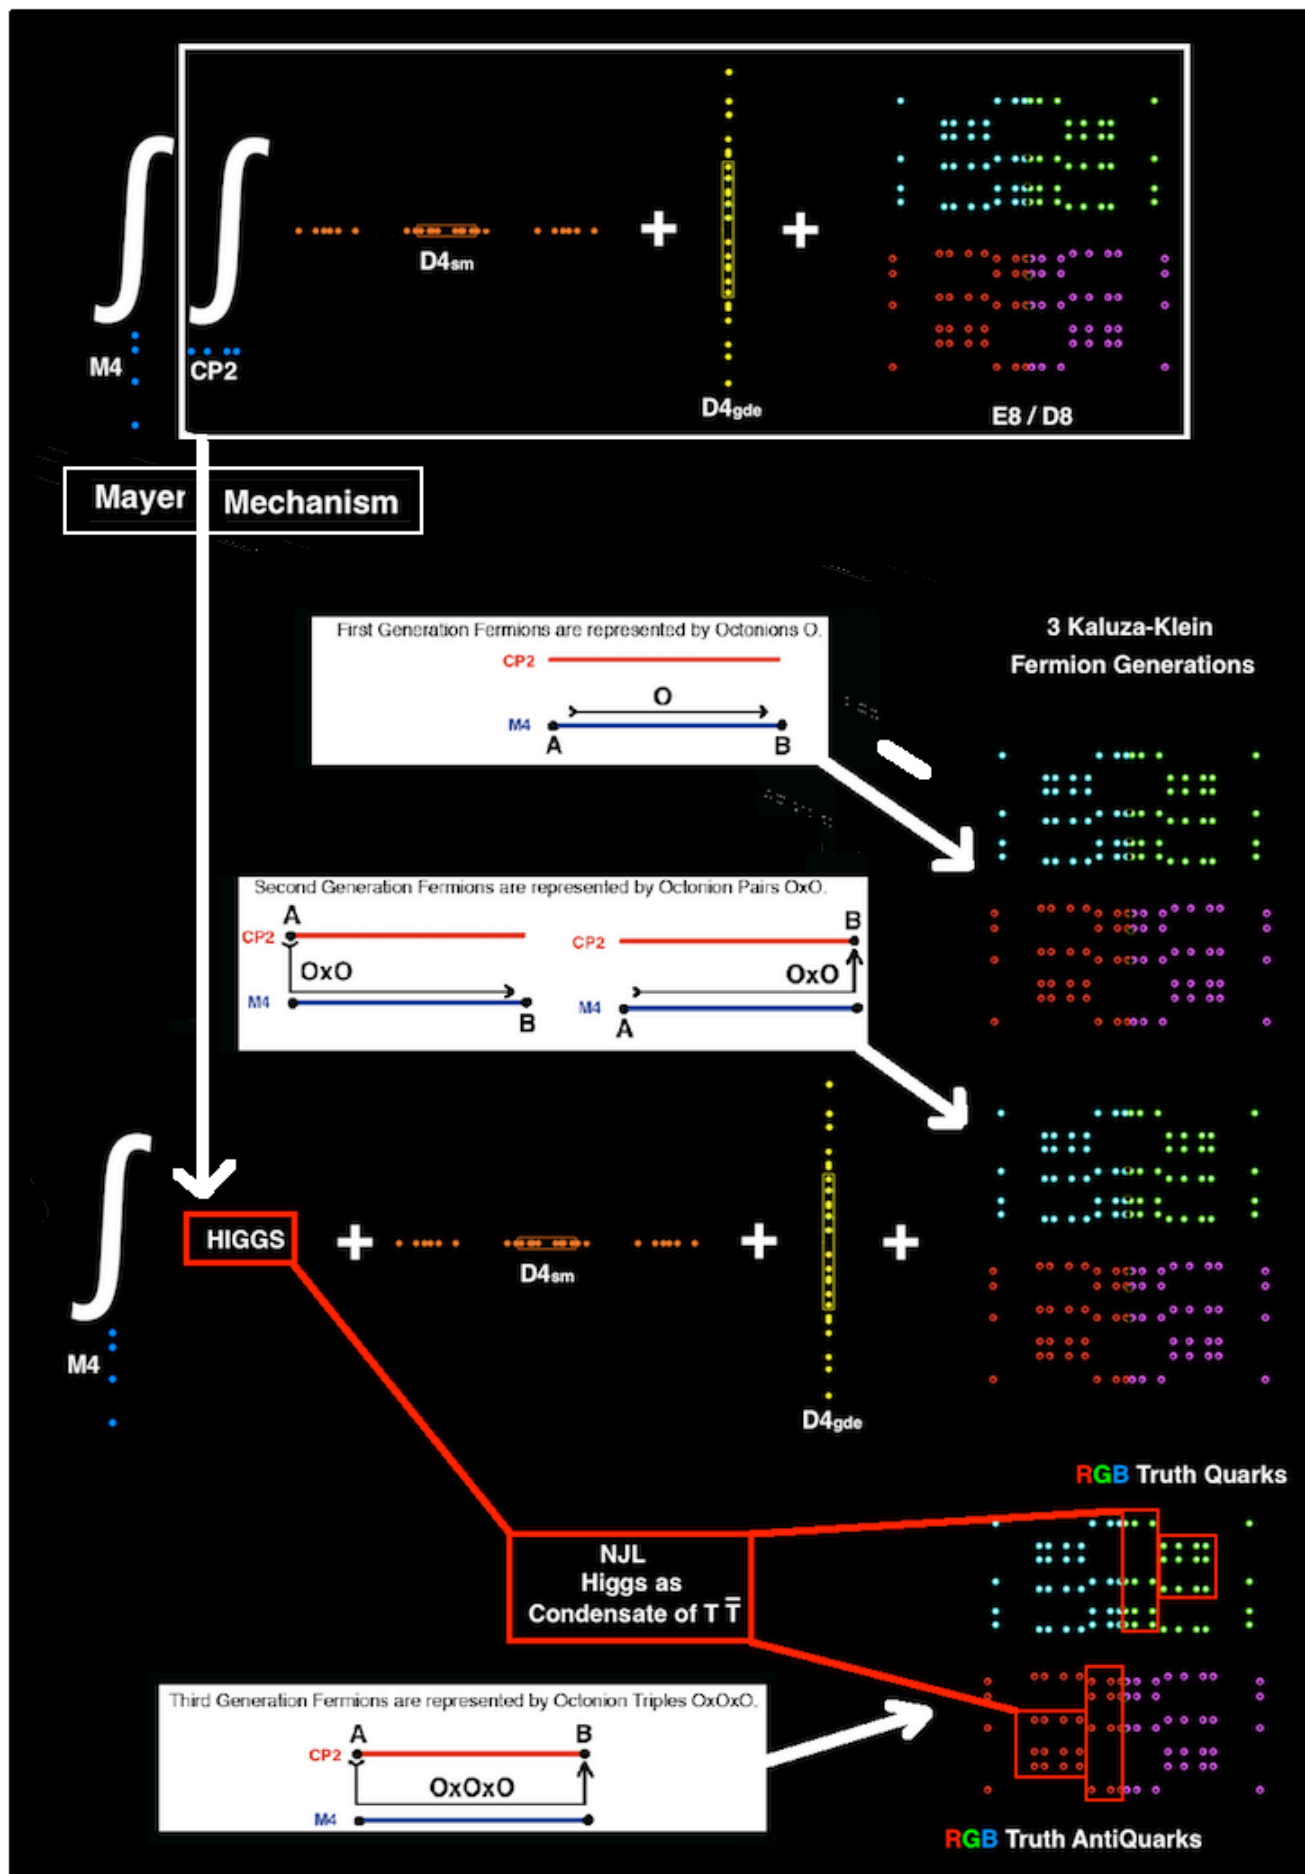 D4sm
M4
CP2
D4gde
E8 / D8
Mayer Mechanism
First Generation Fermions are represented by Octonions O.
CP2
O
M4
A
B
3 Kaluza-Klein
Fermion Generations
Second Generation Fermions are represented by Octonion Pairs OxO.
A
CP2
OxO
M4
B
B
CP2
OxO
M4
A
HIGGS
D4sm
M4
D4gde
RGB Truth Quarks
NJL
Higgs as
Condensate of T T̅
Third Generation Fermions are represented by Octonion Triples OxOxO.
A
B
CP2
OxOxO
M4
RGB Truth AntiQuarks